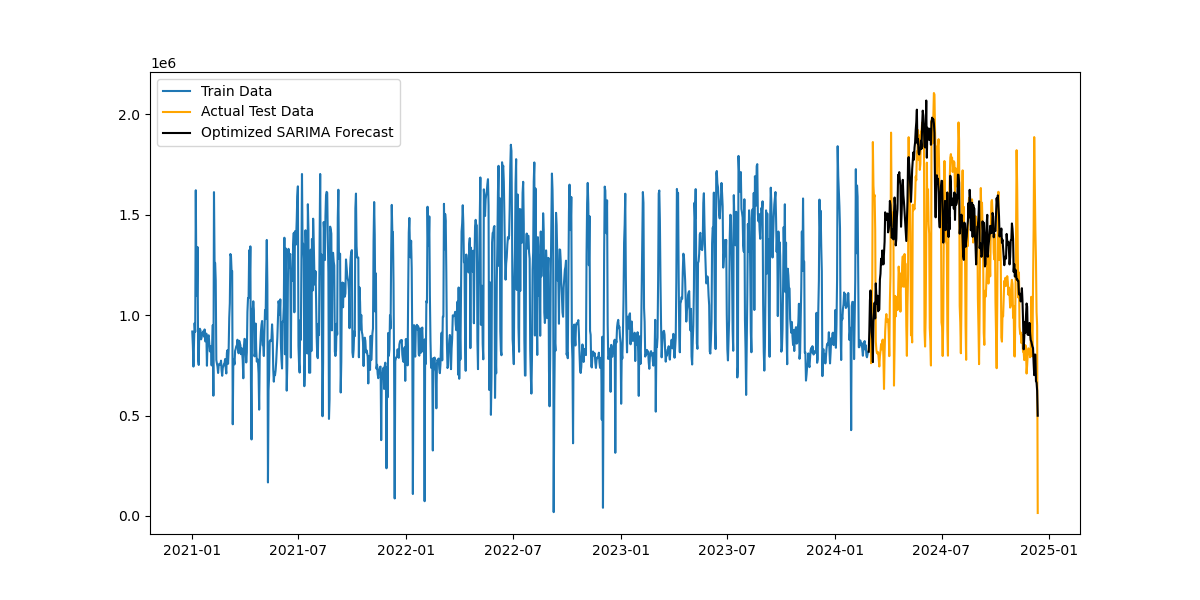 1e6
Train Data
Actual Test Data
Optimized SARIMA Forecast
2.0
1.5
1.0
0.5
0.0
2021-01 2021-07 2022-01 2022-07 2023-01 2023-07 2024-01 2024-07 2025-01